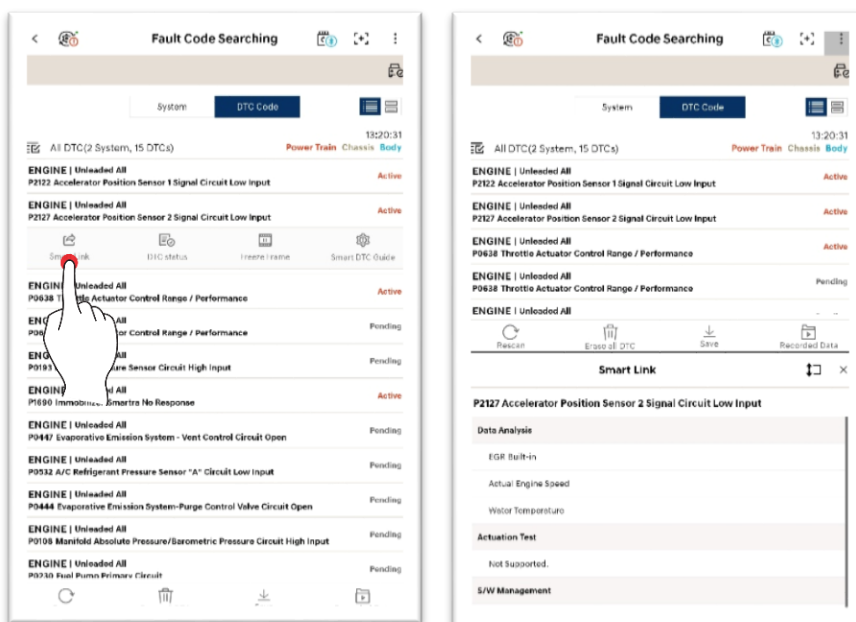 Fault Code Searching
System
DTC Code
13:20:31
All DTC(2 System, 15 DTCs)
Power Train Chassis Body
ENGINE | Unleaded All
P2122 Accelerator Position Sensor 1 Signal Circuit Low Input
Active
ENGINE | Unleaded All
P2127 Accelerator Position Sensor 2 Signal Circuit Low Input
Active
DTC status
Freeze Frame
Smart DTC Guide
ENGINE | Unleaded All
Actuator Control Range / Performance
Active
All
Control Range / Performance
Pending
All
Sensor Circuit High Input
Pending
ENGINE
All
Smartra No Response
Active
ENGINE | Unleaded All
P0447 Evaporative Emission System - Vent Control Circuit Open
Pending
ENGINE | Unleaded All
P0532 A/C Refrigerant Pressure Sensor "A" Circuit Low Input
Pending
ENGINE | Unleaded All
P0444 Evaporative Emission System-Purge Control Valve Circuit Open
Pending
ENGINE | Unleaded All
P0108 Manifold Absolute Pressure/Barometric Pressure Circuit High Input
Pending
ENGINE | Unleaded All
P0230 Fuel Pump Primary Circuit
Pending
Fault Code Searching
System
DTC Code
13:20:31
All DTC(2 System, 15 DTCs)
Power Train Chassis Body
ENGINE | Unleaded All
P2122 Accelerator Position Sensor 1 Signal Circuit Low Input
Active
ENGINE | Unleaded All
P2127 Accelerator Position Sensor 2 Signal Circuit Low Input
Active
ENGINE | Unleaded All
P0638 Throttle Actuator Control Range / Performance
Active
ENGINE | Unleaded All
P0638 Throttle Actuator Control Range / Performance
Pending
ENGINE | Unleaded All
Rescan
Erase all DTC
Save
Recorded Data
Smart Link
P2127 Accelerator Position Sensor 2 Signal Circuit Low Input
Data Analysis
EGR Built-in
Actual Engine Speed
Water Temperature
Actuation Test
Not Supported.
S/W Management